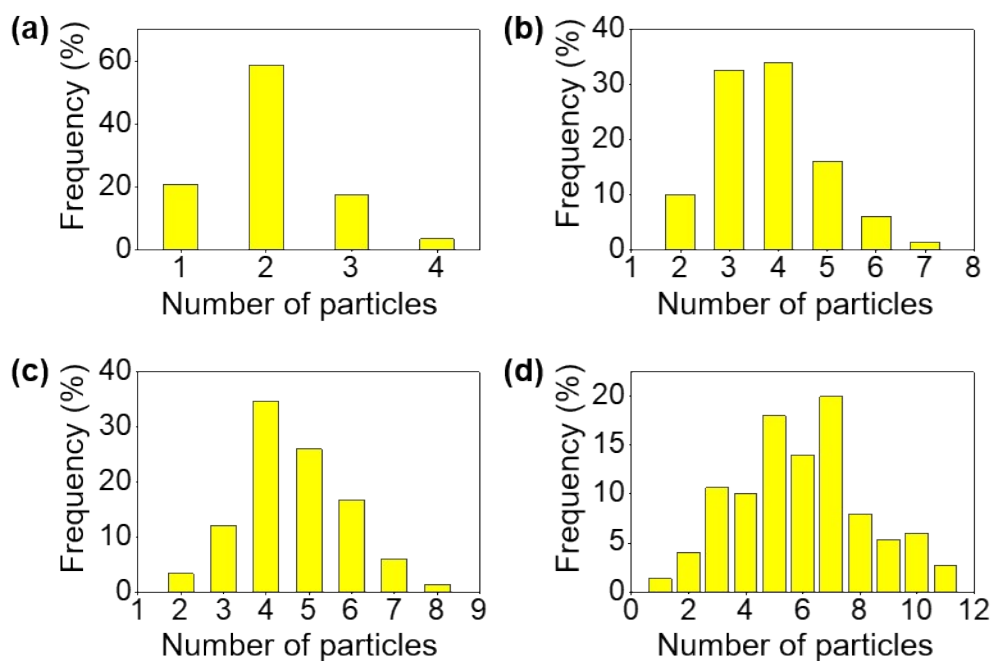 (a)
Frequency (%)
60
40
20
0
1 2 3 4
Number of particles
(b)
Frequency (%)
40
30
20
10
0
1 2 3 4 5 6 7 8
Number of particles
(c)
Frequency (%)
40
30
20
10
0
1 2 3 4 5 6 7 8 9
Number of particles
(d)
Frequency (%)
20
15
10
5
0
0 2 4 6 8 10 12
Number of particles